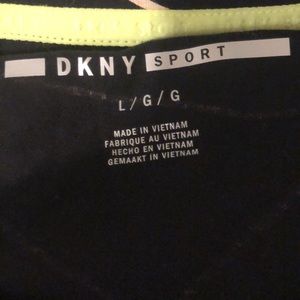 DKNY SPORT
L/G/G
MADE IN VIETNAM
FABRIQUE AU VIETNAM
HECHO EN VIETNAM
GEMAAKT IN VIETNAM